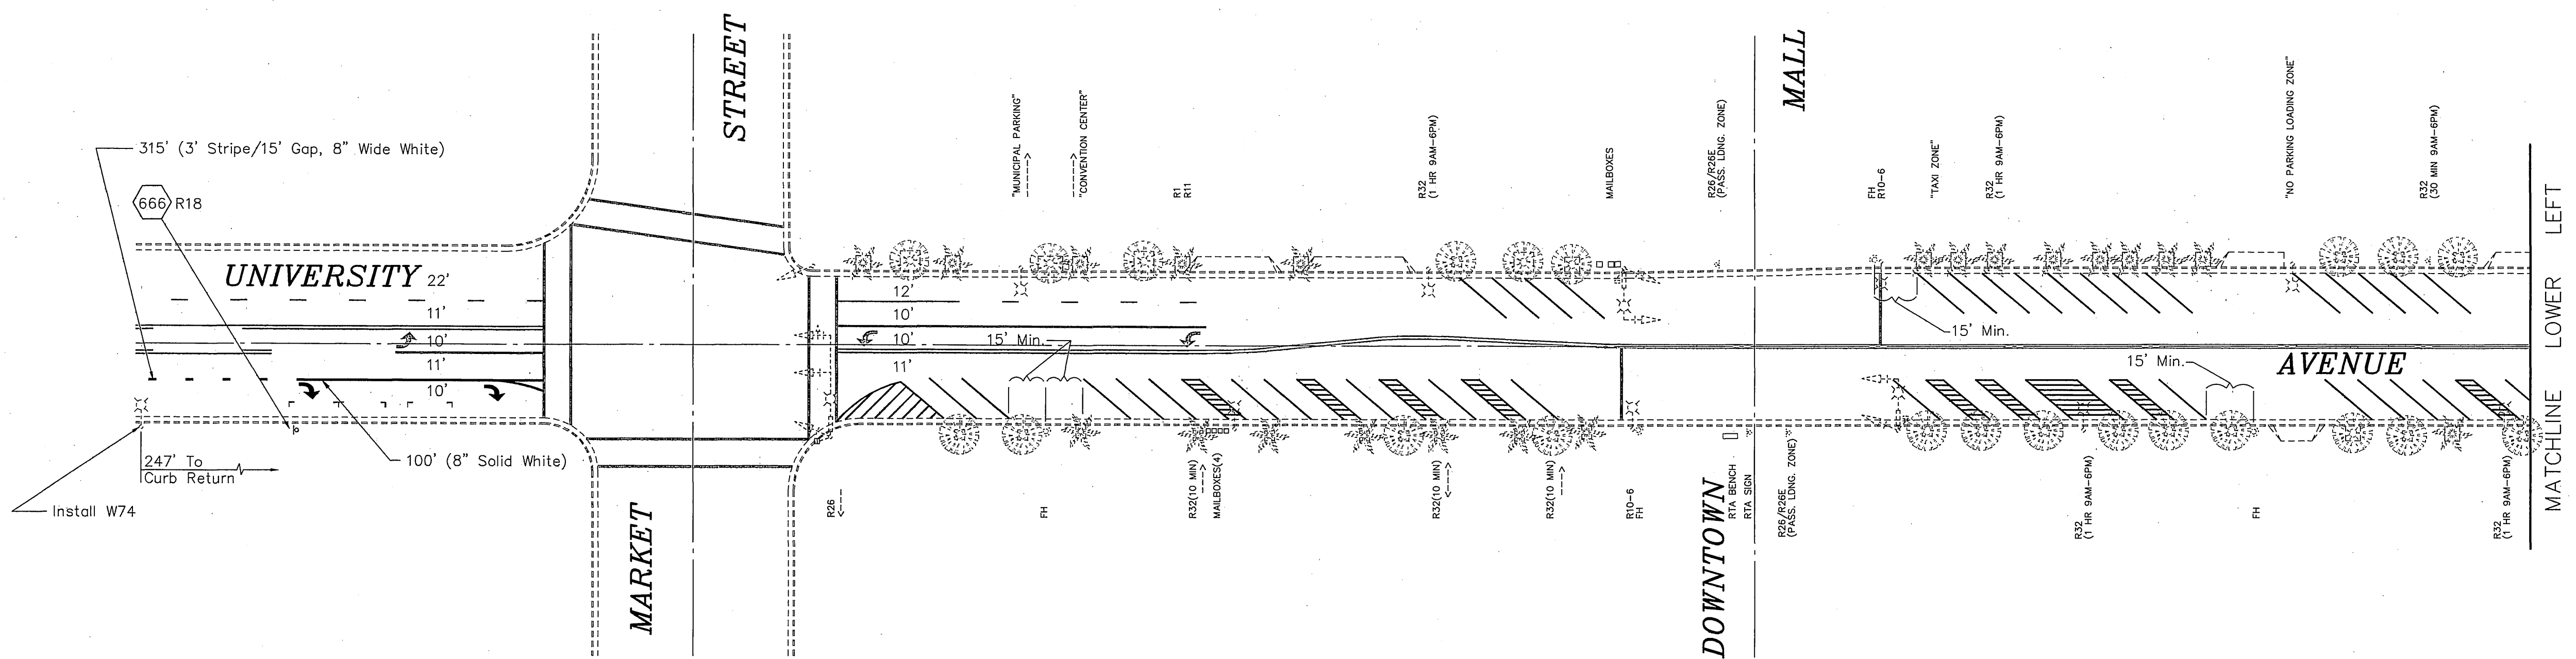 STREET
MALL
315' (3' Stripe/15' Gap, 8" Wide White)
666 R18
"MUNICIPAL PARKING"
"CONVENTION CENTER"
R1
R11
R32
(1 HR 9AM-6PM)
MAILBOXES
R26/R26E
(PASS. LDNG. ZONE)
FH
R10-6
"TAXI ZONE"
R32
(1 HR 9AM-6PM)
"NO PARKING LOADING ZONE"
R32
(30 MIN 9AM-6PM)
UNIVERSITY
22'
11'
10'
11'
10'
12'
10'
10'
11'
15' Min.
15' Min.
15' Min.
AVENUE
MATCHLINE LOWER LEFT
100' (8" Solid White)
247' To
Curb Return
Install W74
MARKET
R26
FH
R32(10 MIN)
MAILBOXES(4)
R32(10 MIN)
R32(10 MIN)
R10-6
FH
DOWNTOWN
RTA BENCH
RTA SIGN
R26/R26E
(PASS. LDNG. ZONE)
R32
(1 HR 9AM-6PM)
FH
R32
(1 HR 9AM-6PM)